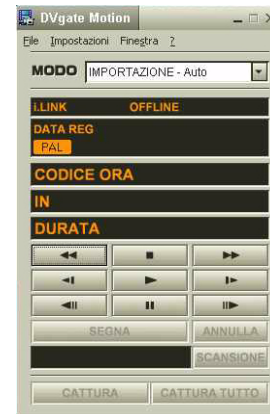 DVgate Motion
File Impostazioni Finestra ?
MODO IMPORTAZIONE - Auto
i.LINK OFFLINE
DATA REG
PAL
CODICE ORA
IN
DURATA
SEGNA ANNULLA
SCANSIONE
CATTURA CATTURA TUTTO